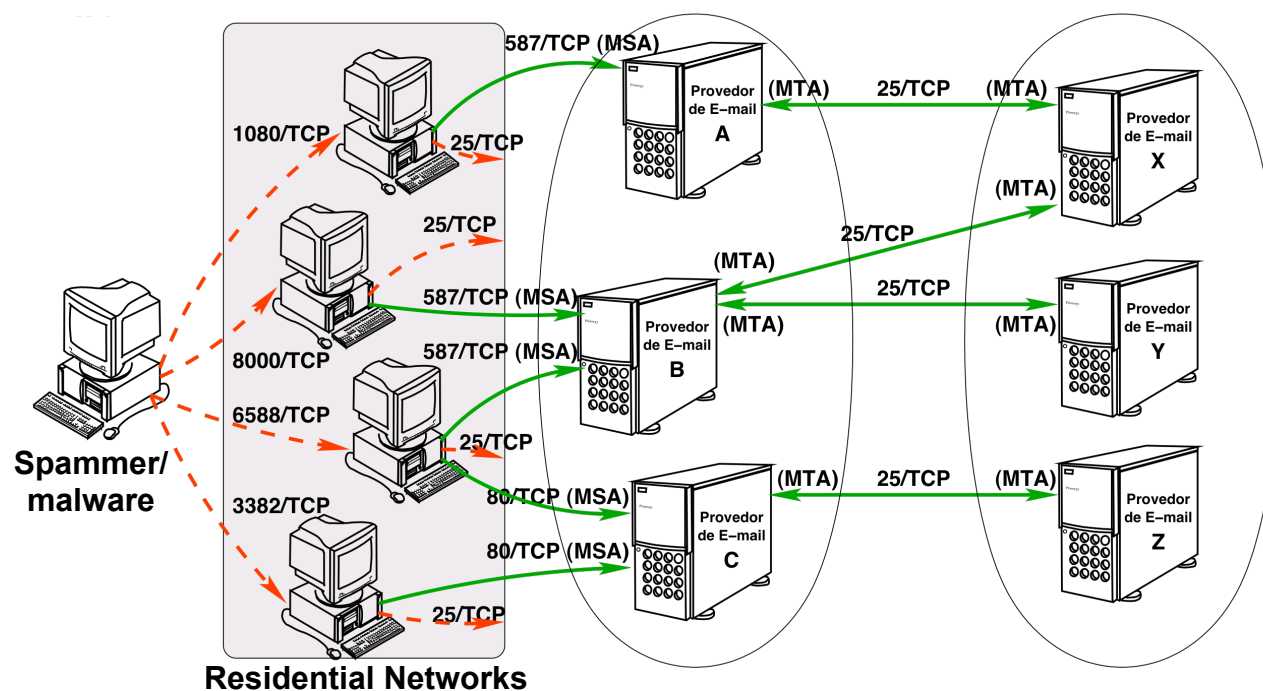 587/TCP (MSA)
1080/TCP
25/TCP
Provedor
de E−mail
A
(MTA)
25/TCP
(MTA)
Provedor
de E−mail
X
25/TCP
(MTA)
25/TCP
(MTA)
587/TCP (MSA)
Provedor
de E−mail
B
(MTA)
25/TCP
(MTA)
Provedor
de E−mail
Y
8000/TCP
587/TCP (MSA)
6588/TCP
25/TCP
Spammer/
malware
80/TCP (MSA)
3382/TCP
80/TCP (MSA)
Provedor
de E−mail
C
(MTA)
25/TCP
(MTA)
Provedor
de E−mail
Z
25/TCP
Residential Networks